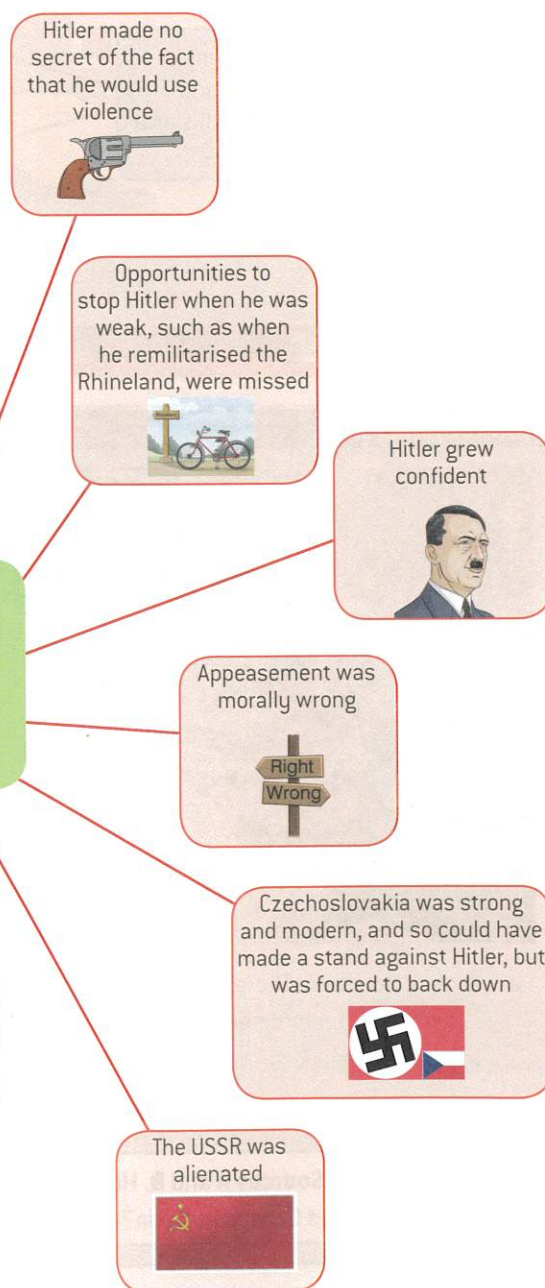 Hitler made no
secret of the fact
that he would use
violence
Opportunities to
stop Hitler when he was
weak, such as when
he remilitarised the
Rhineland, were missed
Hitler grew
confident
Appeasement was
morally wrong
Right
Wrong
Czechoslovakia was strong
and modern, and so could have
made a stand against Hitler, but
was forced to back down
The USSR was
alienated